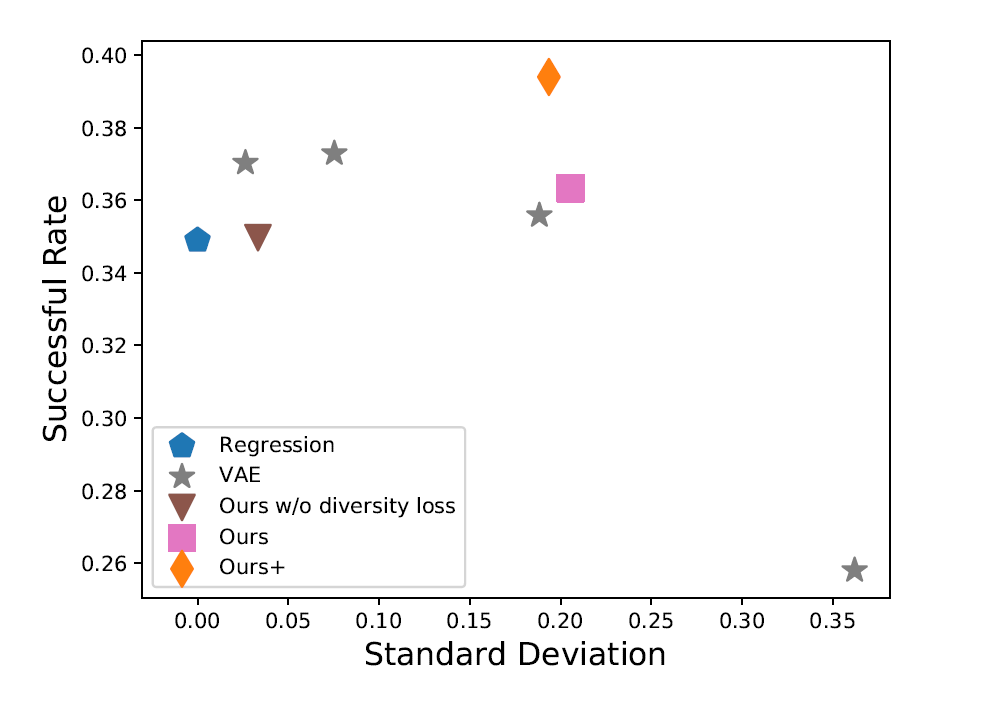 0.40
0.38
0.36
0.34
0.32
0.30
0.28
0.26
Successful Rate
Regression
VAE
Ours w/o diversity loss
Ours
Ours+
0.00 0.05 0.10 0.15 0.20 0.25 0.30 0.35
Standard Deviation